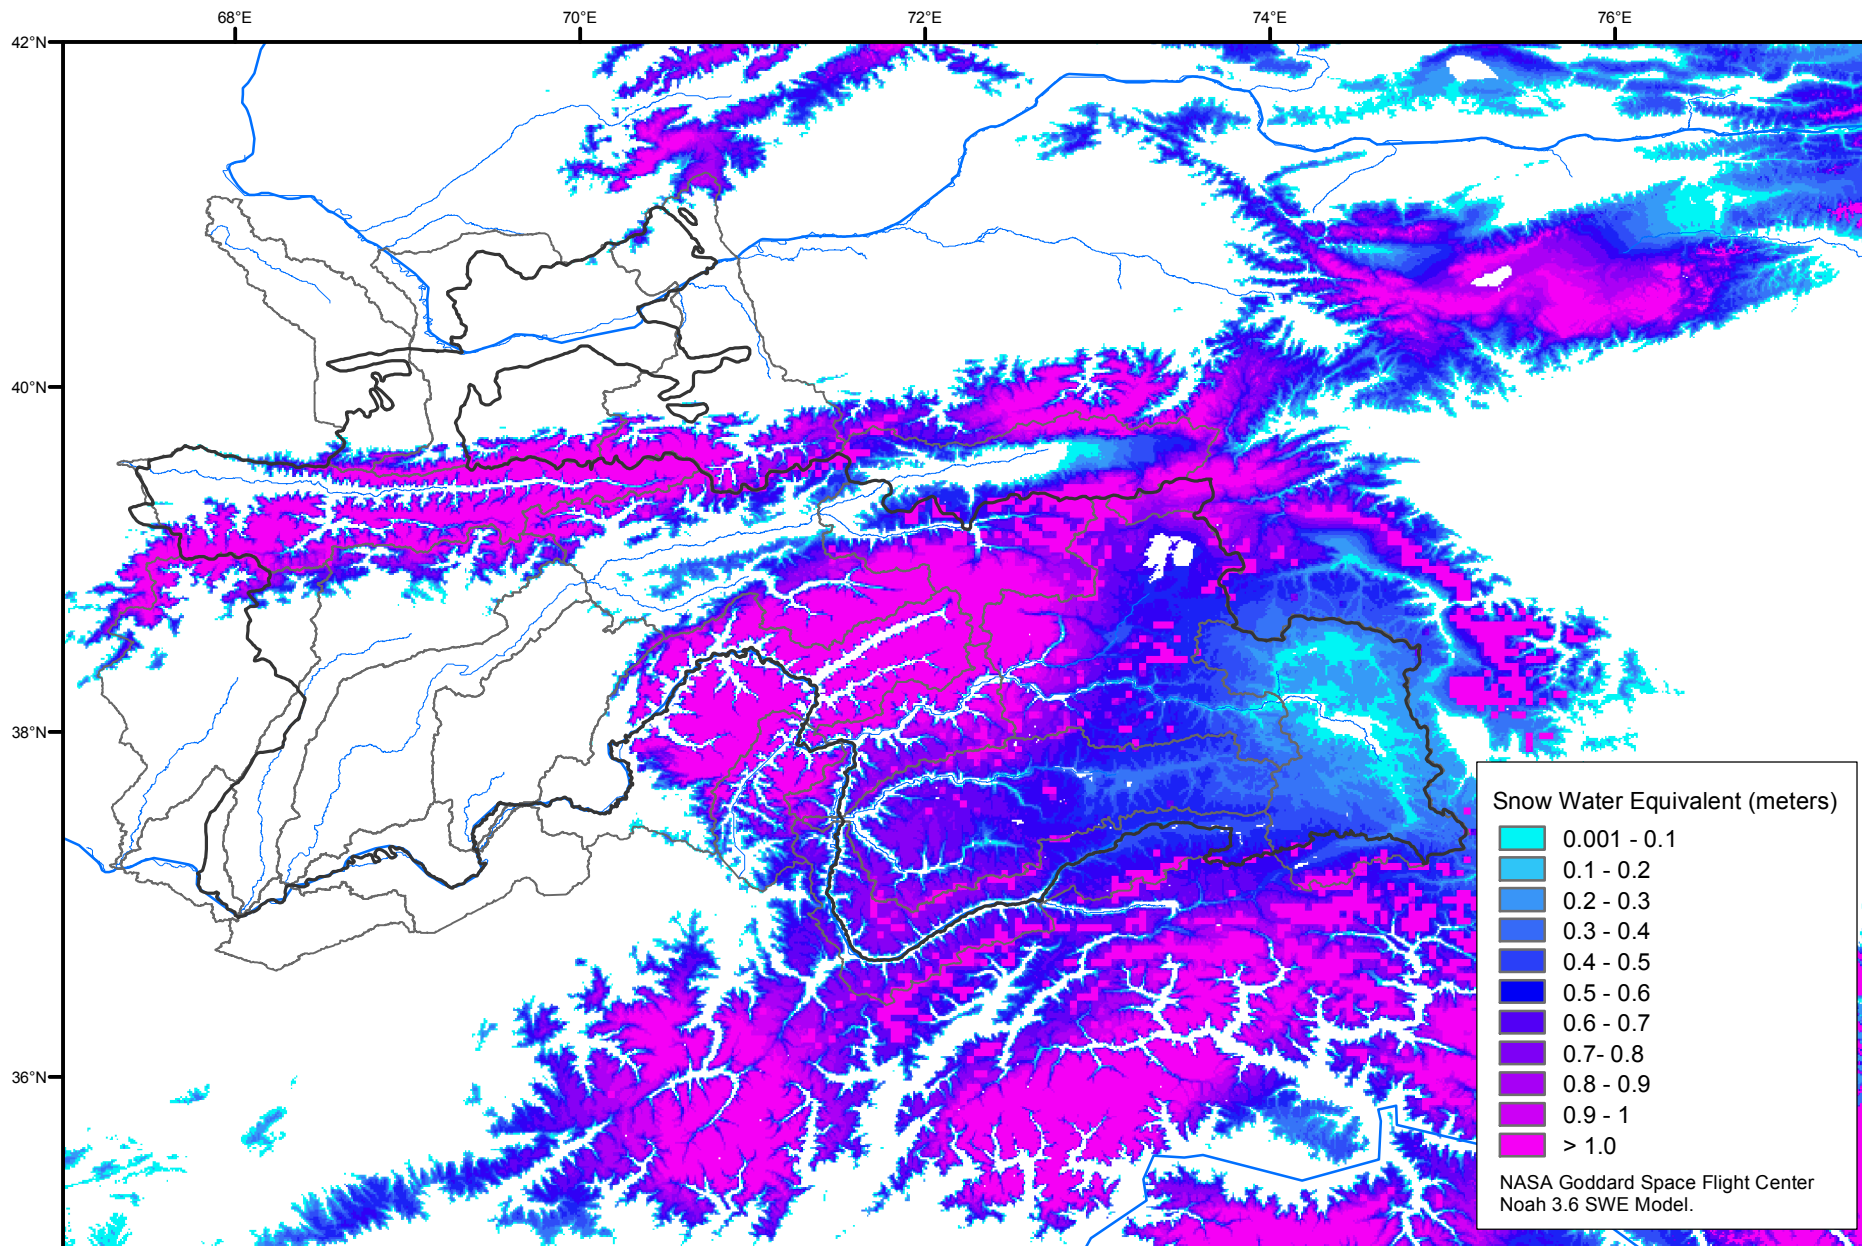 68°E
70°E
72°E
74°E
76°E
42°N
40°N
38°N
36°N
Snow Water Equivalent (meters)
0.001 - 0.1
0.1 - 0.2
0.2 - 0.3
0.3 - 0.4
0.4 - 0.5
0.5 - 0.6
0.6 - 0.7
0.7- 0.8
0.8 - 0.9
0.9 - 1
> 1.0
NASA Goddard Space Flight Center
Noah 3.6 SWE Model.